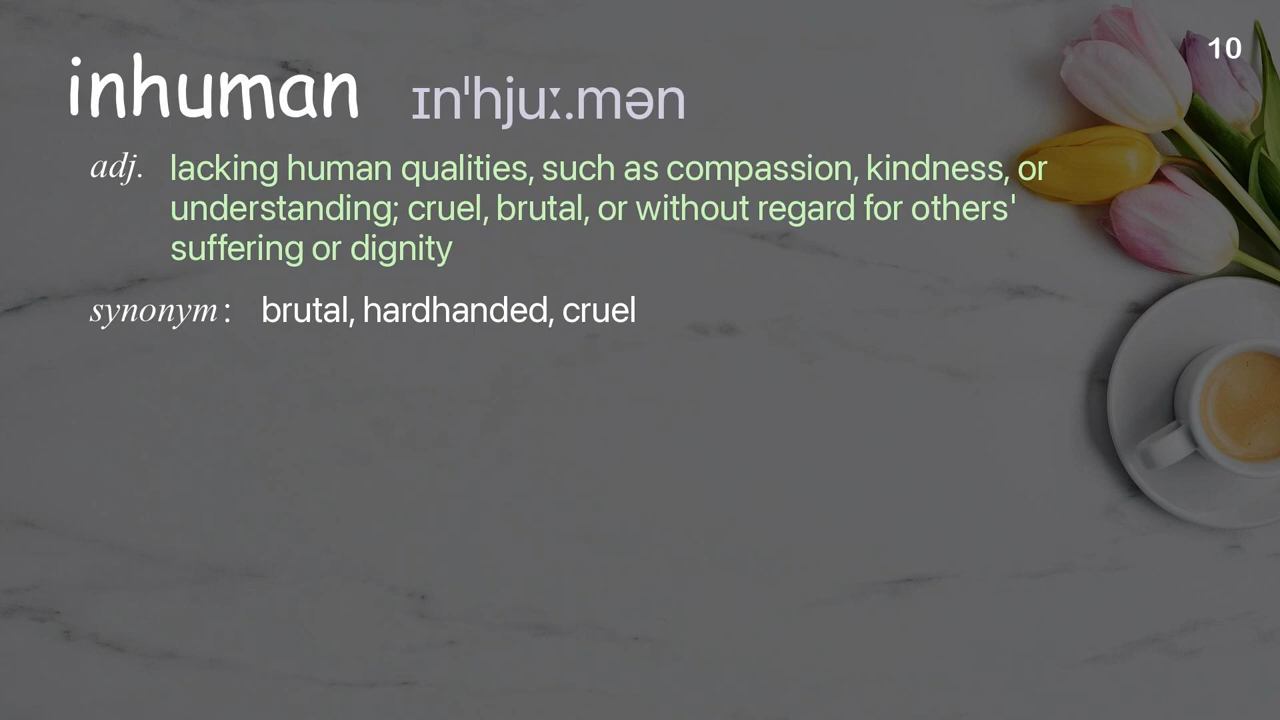 10
inhuman ɪnˈhjuː.mən
adj. lacking human qualities, such as compassion, kindness, or
understanding; cruel, brutal, or without regard for others'
suffering or dignity
synonym: brutal, hardhanded, cruel